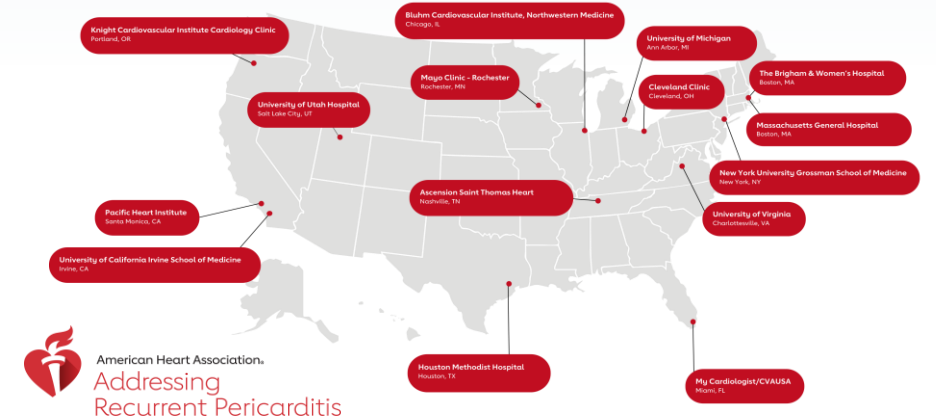 Knight Cardiovascular Institute Cardiology Clinic
Portland, OR
Bluhm Cardiovascular Institute, Northwestern Medicine
Chicago, IL
University of Michigan
Ann Arbor, MI
Mayo Clinic - Rochester
Rochester, MN
Cleveland Clinic
Cleveland, OH
The Brigham & Women's Hospital
Boston, MA
University of Utah Hospital
Salt Lake City, UT
Massachusetts General Hospital
Boston, MA
New York University Grossman School of Medicine
New York, NY
Ascension Saint Thomas Heart
Nashville, TN
Pacific Heart Institute
Santa Monica, CA
University of Virginia
Charlottesville, VA
University of California Irvine School of Medicine
Irvine, CA
Houston Methodist Hospital
Houston, TX
My Cardiologist/CVAUSA
Miami, FL
American Heart Association®
Addressing
Recurrent Pericarditis